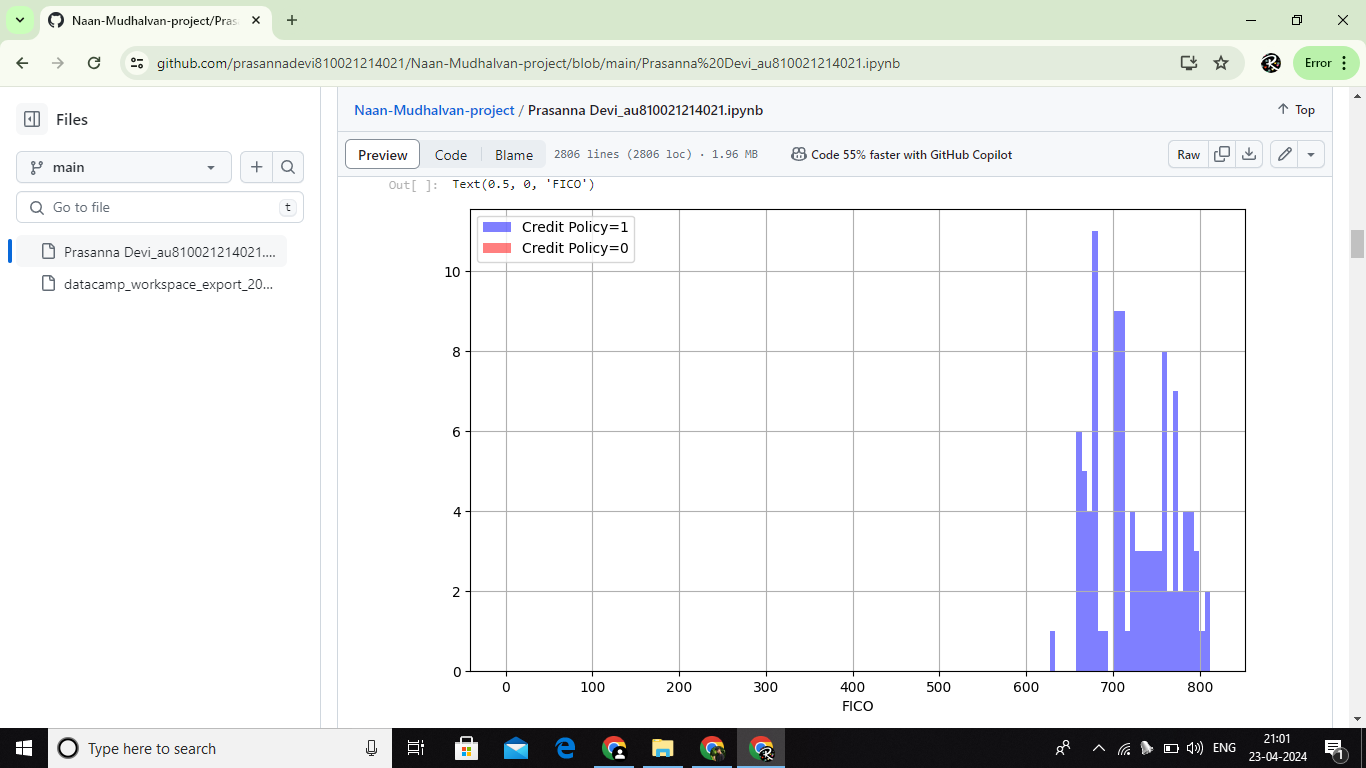 Naan-Mudhalvan-project/Pras
github.com/prasannadevi810021214021/Naan-Mudhalvan-project/blob/main/Prasanna%20Devi_au810021214021.ipynb
Error
Files
Naan-Mudhalvan-project / Prasanna Devi_au810021214021.ipynb
Top
main
Preview Code Blame 2806 lines (2806 loc) · 1.96 MB Code 55% faster with GitHub Copilot Raw
Go to file t
Prasanna Devi_au810021214021....
datacamp_workspace_export_20...
Out[ ]: Text(0.5, 0, 'FICO')
Credit Policy=1
Credit Policy=0
10
8
6
4
2
0
0 100 200 300 400 500 600 700 800
FICO
Type here to search
ENG
21:01
23-04-2024
1